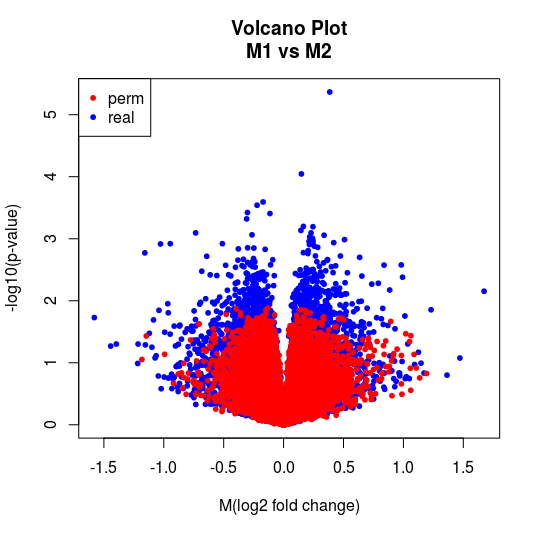 Volcano Plot
M1 vs M2
perm
real
-log10(p-value)
5
4
3
2
1
0
-1.5 -1.0 -0.5 0.0 0.5 1.0 1.5
M(log2 fold change)